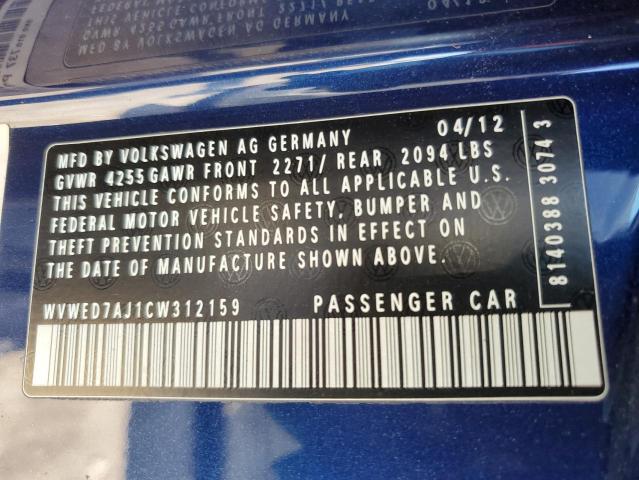 MFD BY VOLKSWAGEN AG GERMANY 04/12
GVWR 4255 GAWR FRONT 2271/ REAR 2094 LBS
THIS VEHICLE CONFORMS TO ALL APPLICABLE U.S.
FEDERAL MOTOR VEHICLE SAFETY, BUMPER AND
THEFT PREVENTION STANDARDS IN EFFECT ON
THE DATE OF MANUFACTURE SHOWN ABOVE.
WVWED7AJ1CW312159 PASSENGER CAR
8140388 3074 3